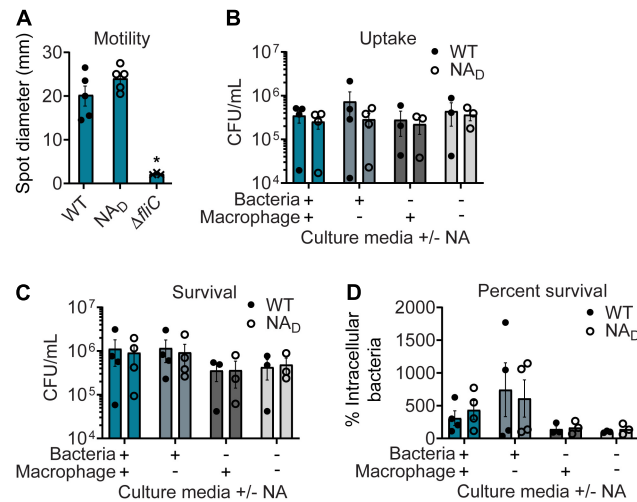 A
Motility
Spot diameter (mm)
30
20
10
0
*
WT
NAD
ΔfliC
B
Uptake
WT
NAD
CFU/mL
10⁷
10⁶
10⁵
10⁴
Bacteria + + - -
Macrophage + - + -
Culture media +/- NA
C
Survival
WT
NAD
CFU/mL
10⁷
10⁶
10⁵
10⁴
Bacteria + + - -
Macrophage + - + -
Culture media +/- NA
D
Percent survival
WT
NAD
% Intracellular
bacteria
2000
1500
1000
500
0
Bacteria + + - -
Macrophage + - + -
Culture media +/- NA